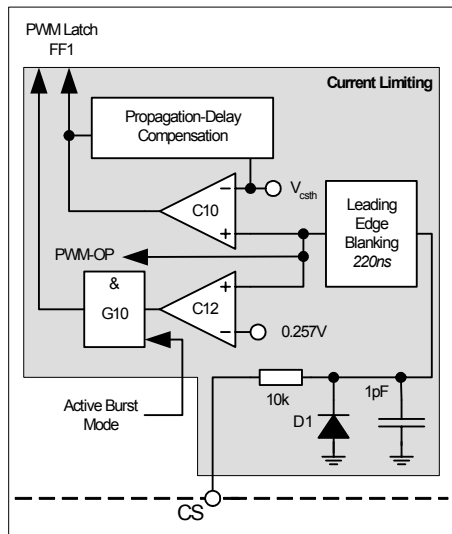 PWM Latch
FF1
Current Limiting
Propagation-Delay
Compensation
Vcsth
C10
Leading
Edge
Blanking
220ns
PWM-OP
&
G10
C12
0.257V
10k
1pF
D1
Active Burst
Mode
CS